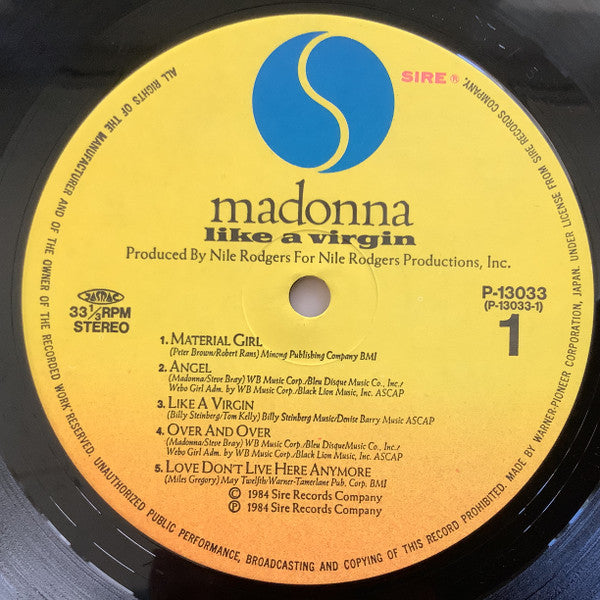 SIRE®
madonna
like a virgin
Produced By Nile Rodgers For Nile Rodgers Productions, Inc.
JASRAC
33 1/3 RPM
STEREO
P-13033
(P-13033-1)
1
1. MATERIAL GIRL
(Peter Brown/Robert Rans) Minong Publishing Company BMI
2. ANGEL
(Madonna/Steve Bray) WB Music Corp./Bleu Disque Music Co., Inc./
Webo Girl Adm. by WB Music Corp./Black Lion Music, Inc. ASCAP
3. LIKE A VIRGIN
(Billy Steinberg/Tom Kelly) Billy Steinberg Music/Denise Barry Music ASCAP
4. OVER AND OVER
(Madonna/Steve Bray) WB Music Corp./Bleu DisqueMusic Co., Inc./
Webo Girl Adm. by WB Music Corp./Black Lion Music, Inc. ASCAP
5. LOVE DON'T LIVE HERE ANYMORE
(Miles Gregory) May Twelfth/Warner-Tamerlane Pub. Corp. BMI
© 1984 Sire Records Company
℗ 1984 Sire Records Company
ALL RIGHTS OF THE MANUFACTURER AND OF THE OWNER OF THE RECORDED WORK RESERVED. UNAUTHORIZED PUBLIC PERFORMANCE, BROADCASTING AND COPYING OF THIS RECORD PROHIBITED. MADE BY WARNER-PIONEER CORPORATION, JAPAN. UNDER LICENSE FROM SIRE RECORDS COMPANY.